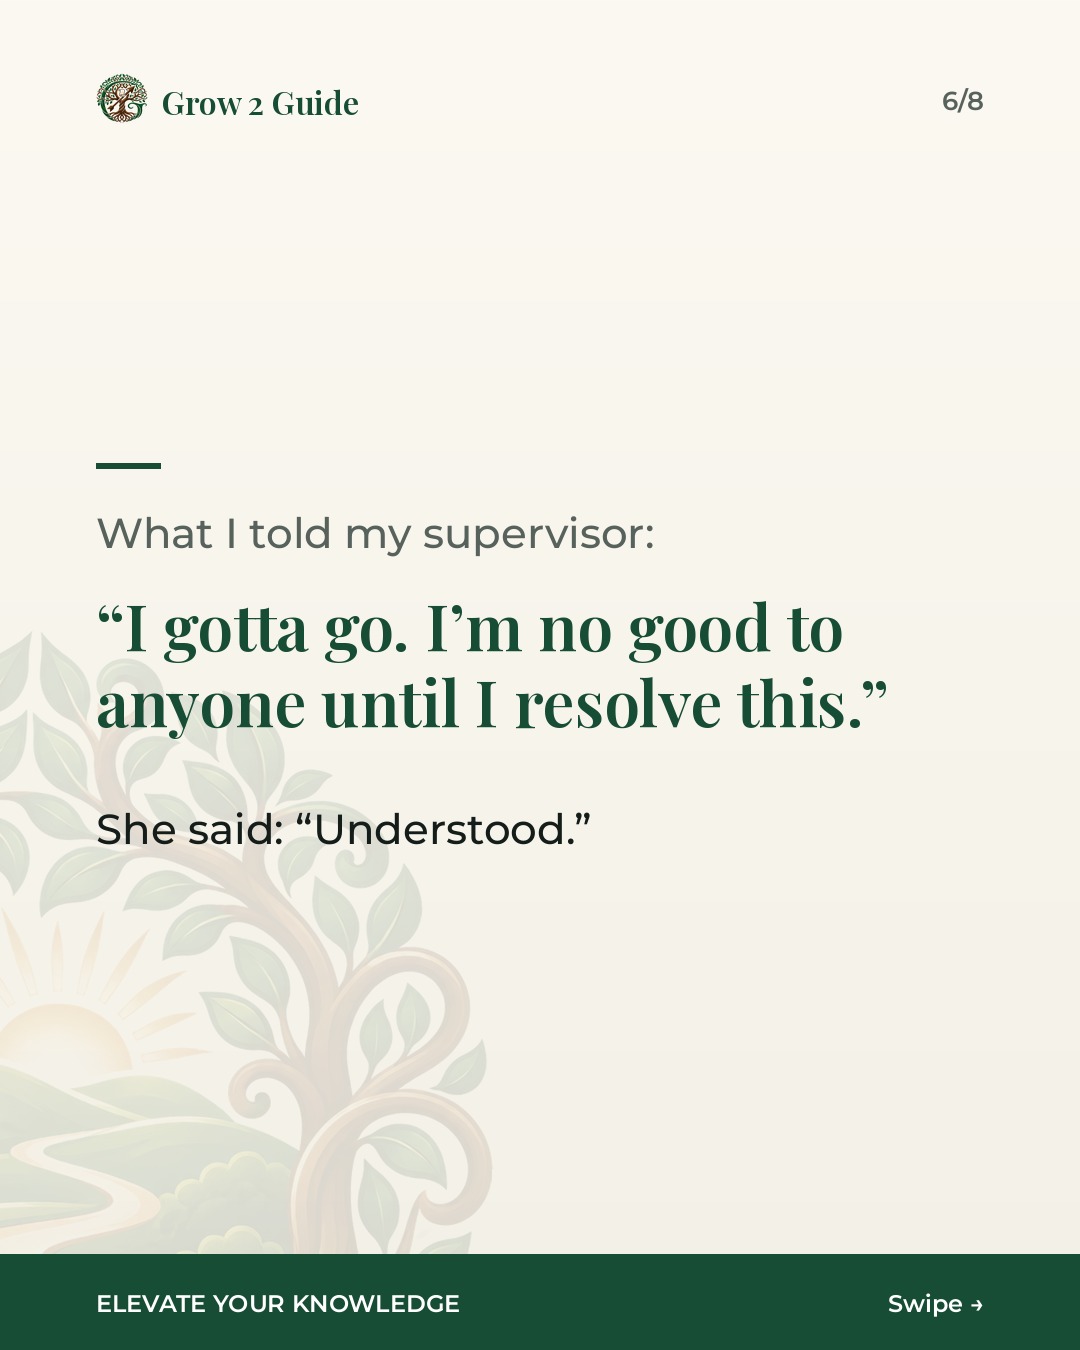 Grow 2 Guide
6/8
What I told my supervisor:
“I gotta go. I’m no good to
anyone until I resolve this.”
She said: “Understood.”
ELEVATE YOUR KNOWLEDGE
Swipe →